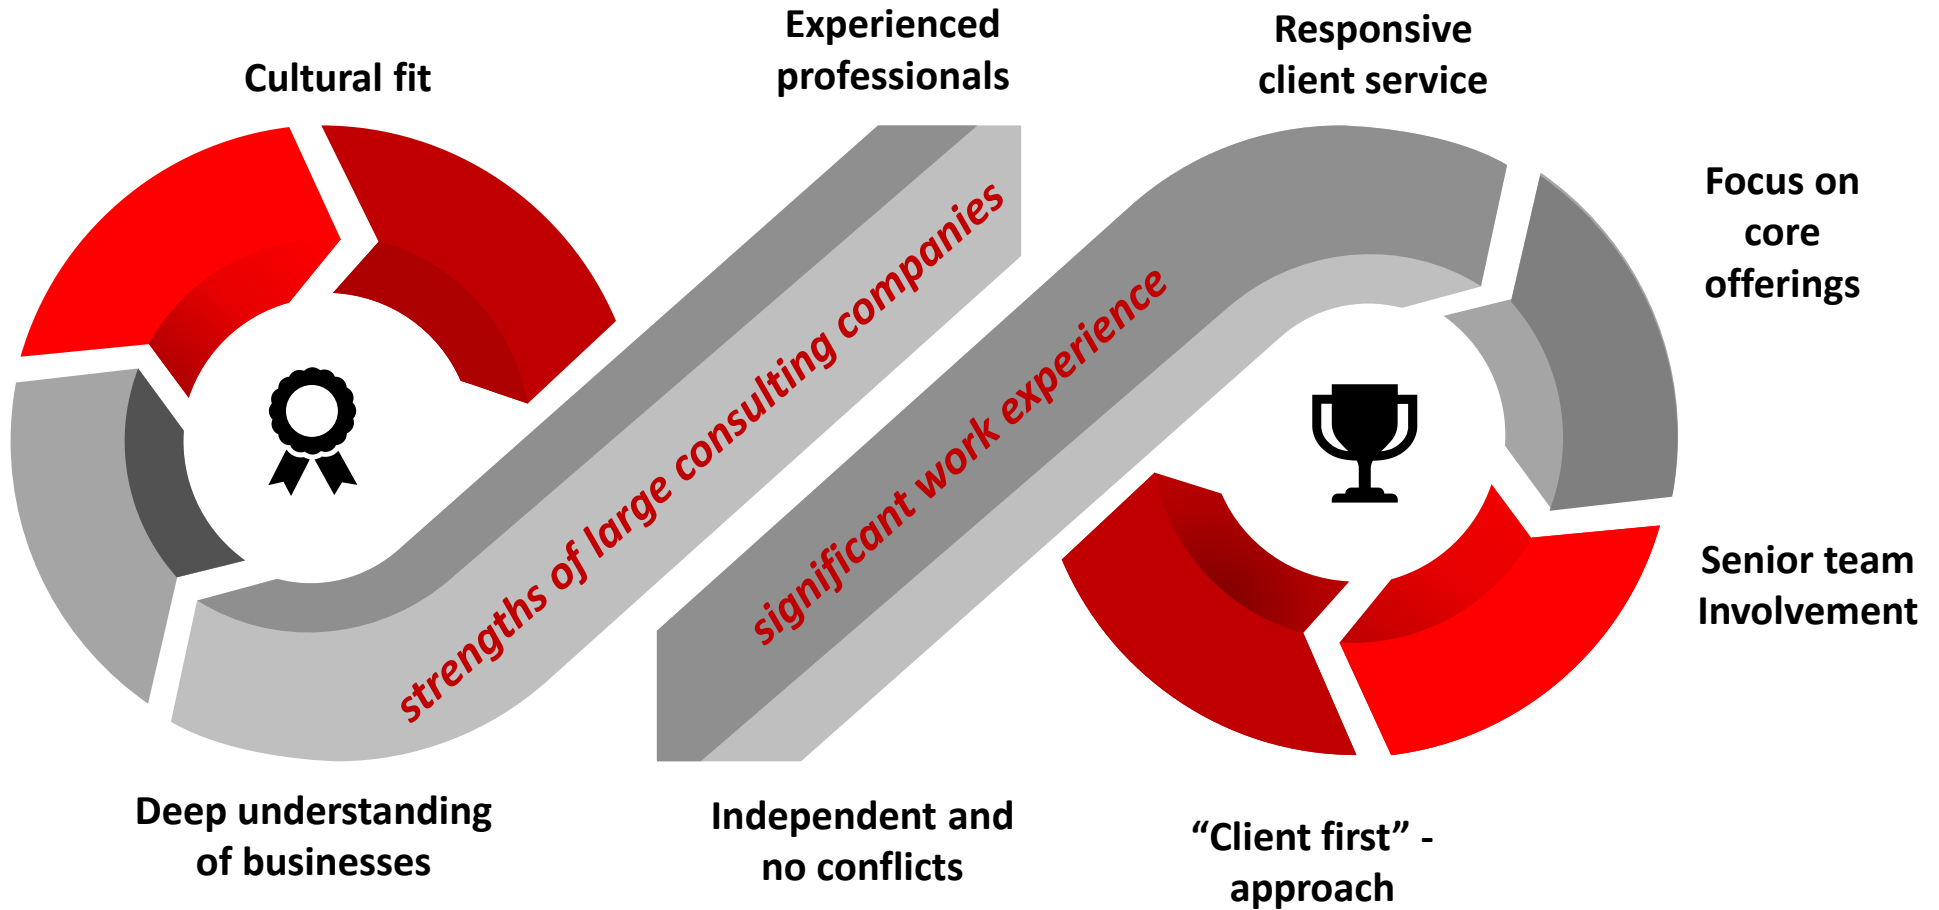 Cultural fit
Experienced
professionals
Responsive
client service
Focus on
core
offerings
strengths of large consulting companies
significant work experience
Senior team
Involvement
Deep understanding
of businesses
Independent and
no conflicts
“Client first” -
approach